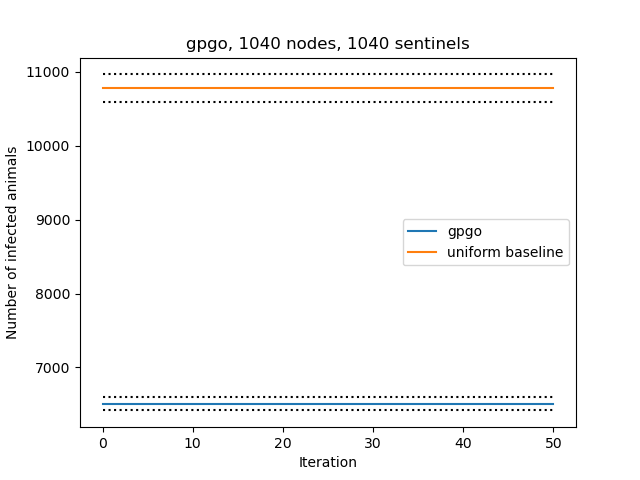 gpgo, 1040 nodes, 1040 sentinels
11000
10000
9000
8000
7000
Number of infected animals
gpgo
uniform baseline
0 10 20 30 40 50
Iteration